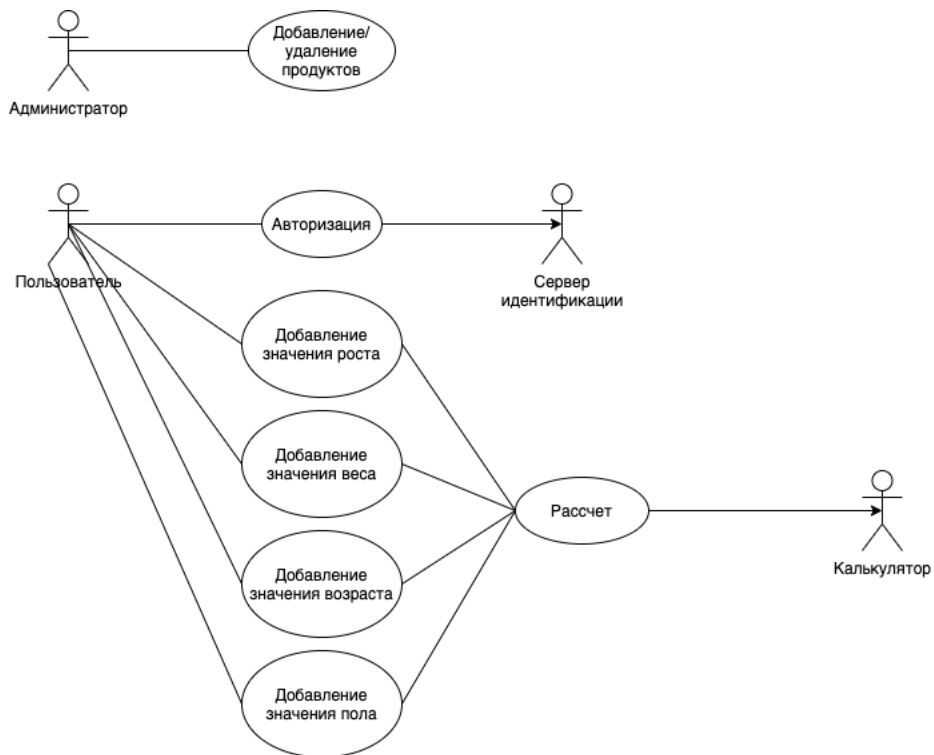 Добавление/
удаление
продуктов
Администратор
Авторизация
Пользователь
Сервер
идентификации
Добавление
значения роста
Добавление
значения веса
Рассчет
Калькулятор
Добавление
значения возраста
Добавление
значения пола